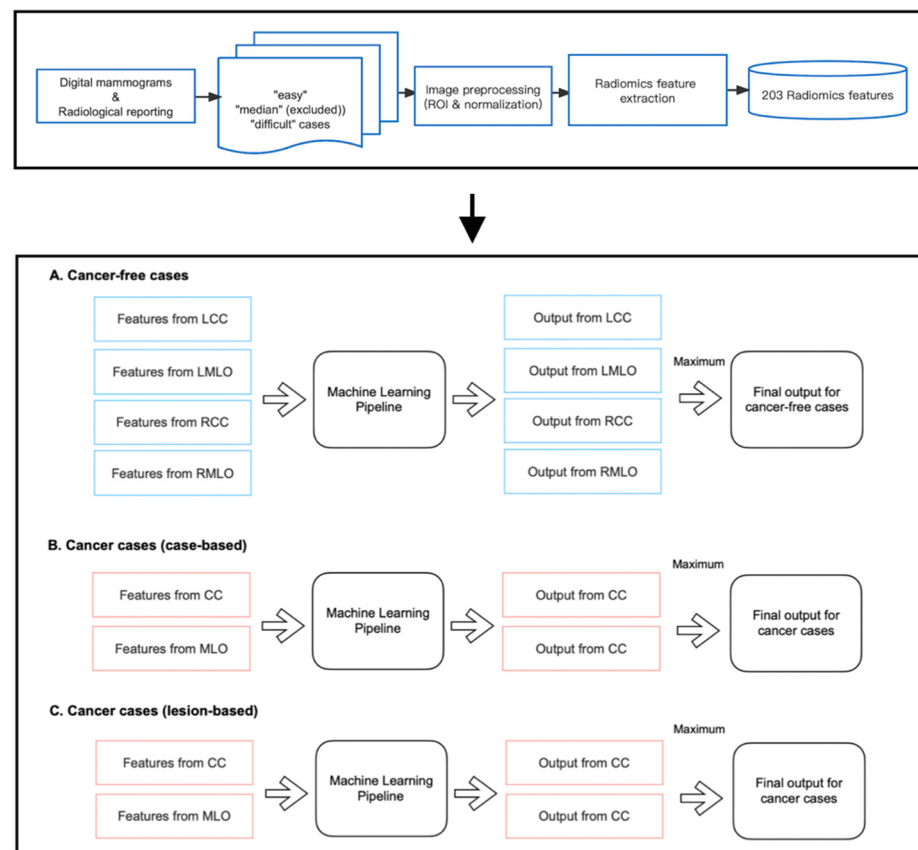 Digital mammograms
&
Radiological reporting
"easy"
"median" (excluded))
"difficult" cases
Image preprocessing
(ROI & normalization)
Radiomics feature
extraction
203 Radiomics features
A. Cancer-free cases
Features from LCC
Features from LMLO
Features from RCC
Features from RMLO
Machine Learning
Pipeline
Output from LCC
Output from LMLO
Output from RCC
Output from RMLO
Maximum
Final output for
cancer-free cases
B. Cancer cases (case-based)
Features from CC
Features from MLO
Machine Learning
Pipeline
Output from CC
Output from CC
Maximum
Final output for
cancer cases
C. Cancer cases (lesion-based)
Features from CC
Features from MLO
Machine Learning
Pipeline
Output from CC
Output from CC
Maximum
Final output for
cancer cases